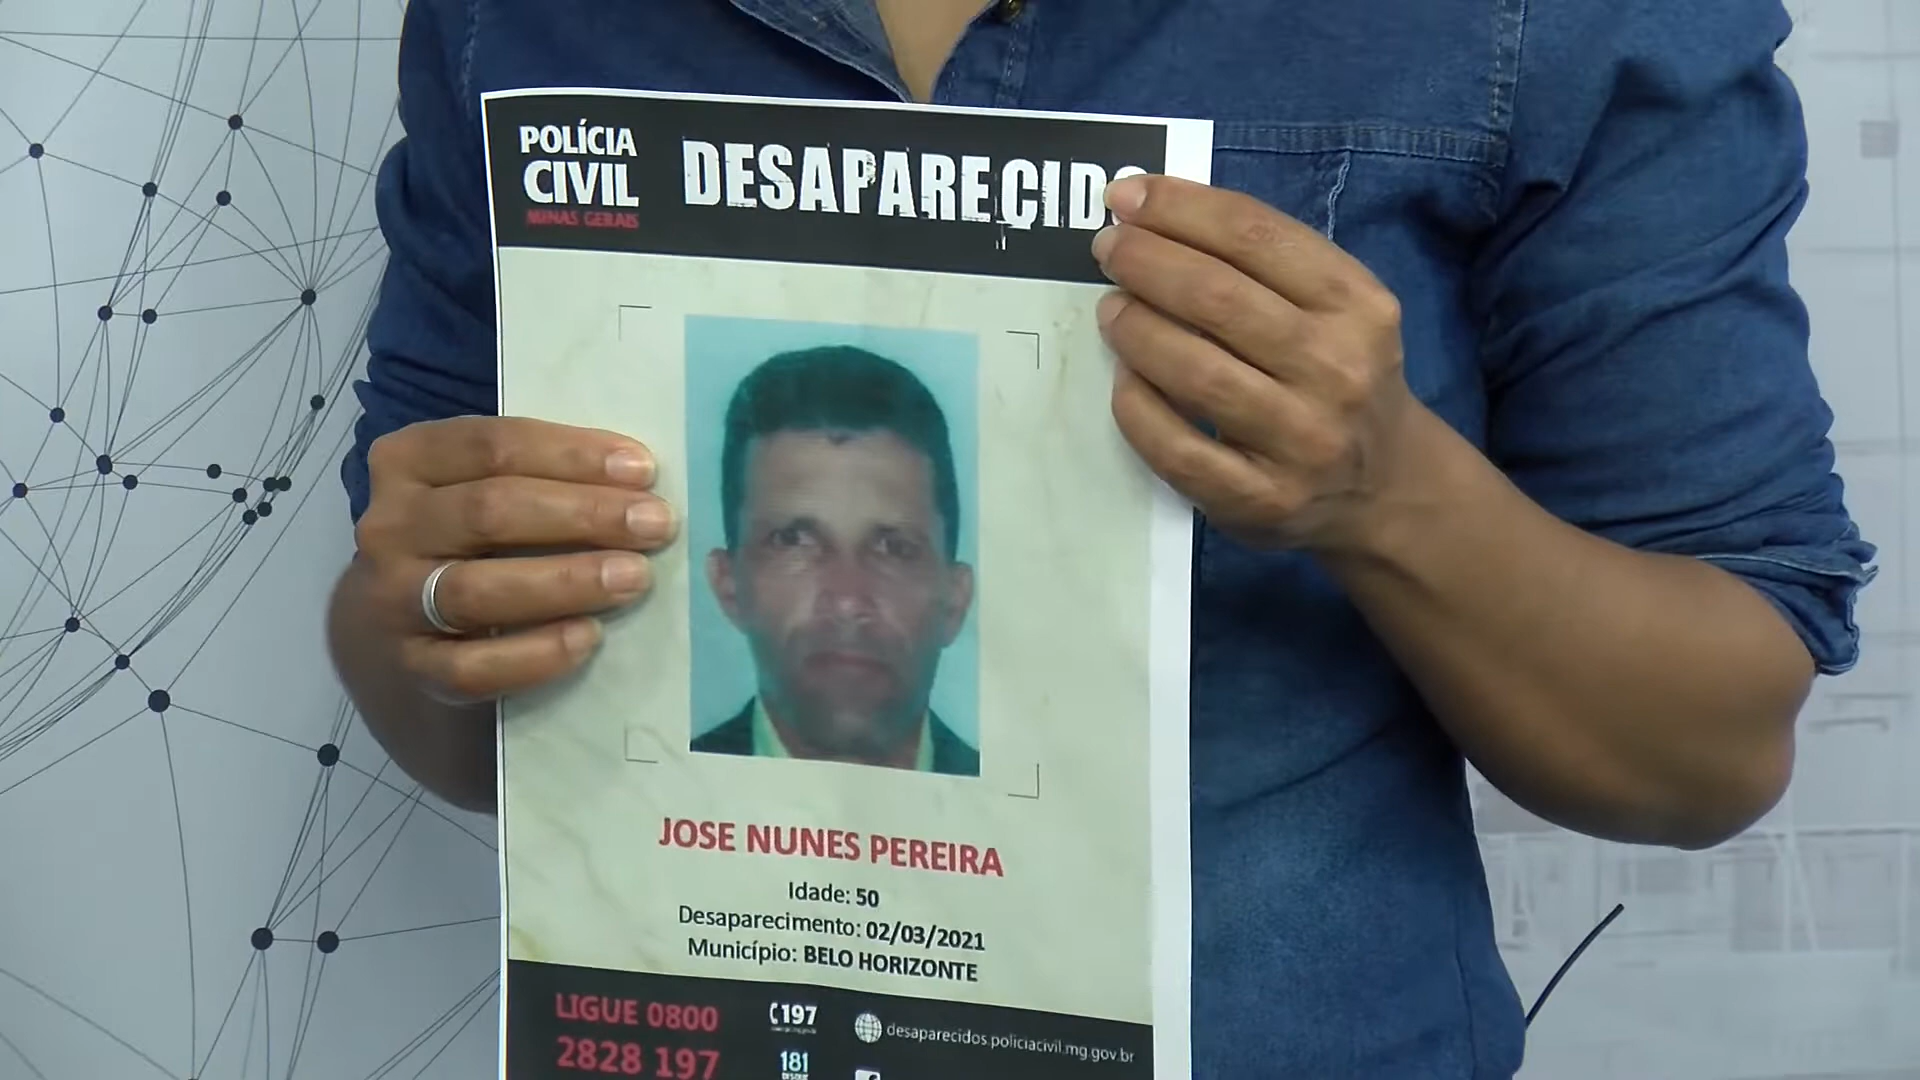 POLÍCIA
CIVIL
MINAS GERAIS
DESAPARECIDO
JOSE NUNES PEREIRA
Idade: 50
Desaparecimento: 02/03/2021
Município: BELO HORIZONTE
LIGUE 0800
2828 197
197
181
desaparecidos.policiacivil.mg.gov.br